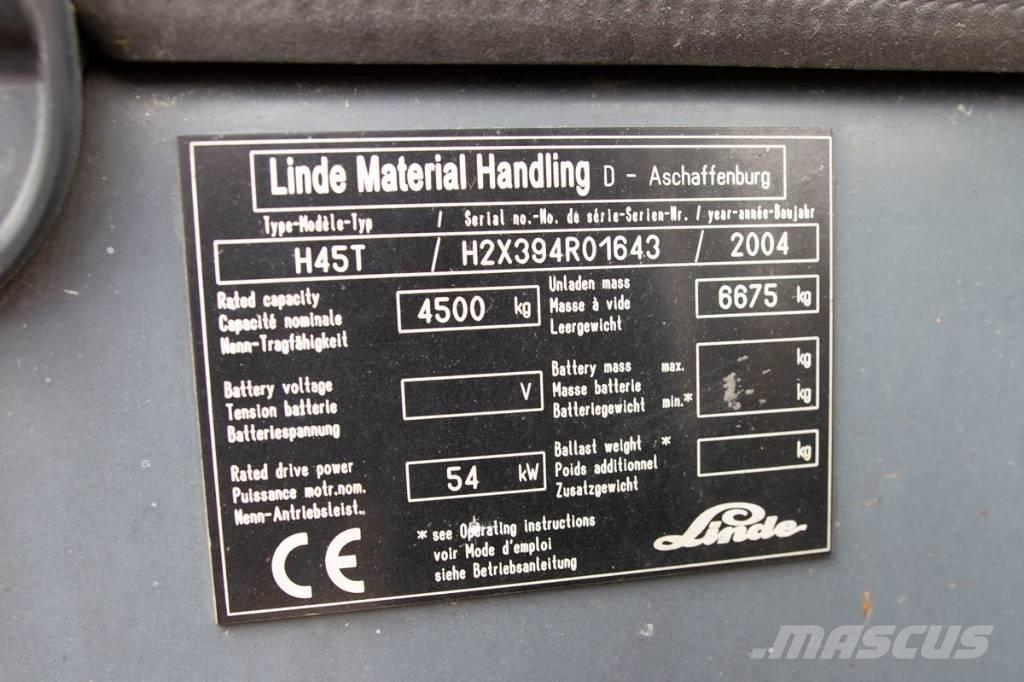 Linde Material Handling D - Aschaffenburg
Type-Modèle-Typ / Serial no.-No. de série-Serien-Nr. / year-année-Baujahr
H45T / H2X394R01643 / 2004
Rated capacity
Capacité nominale
Nenn-Tragfähigkeit
4500 kg
Unladen mass
Masse à vide
Leergewicht
6675 kg
Battery voltage
Tension batterie
Batteriespannung
V
Battery mass max. kg
Masse batterie
Batteriegewicht min.* kg
Rated drive power
Puissance motr.nom.
Nenn-Antriebsleist..
54 kW
Ballast weight *
Poids additionnel
Zusatzgewicht
kg
CE
* see Operating instructions
voir Mode d'emploi
siehe Betriebsanleitung
Linde
MASCUS